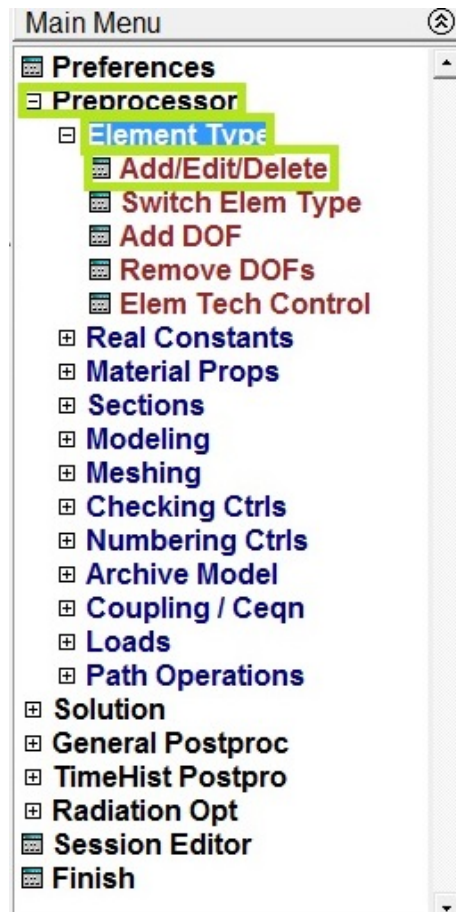 Main Menu
Preferences
Preprocessor
Element Type
Add/Edit/Delete
Switch Elem Type
Add DOF
Remove DOFs
Elem Tech Control
Real Constants
Material Props
Sections
Modeling
Meshing
Checking Ctrls
Numbering Ctrls
Archive Model
Coupling / Ceqn
Loads
Path Operations
Solution
General Postproc
TimeHist Postpro
Radiation Opt
Session Editor
Finish